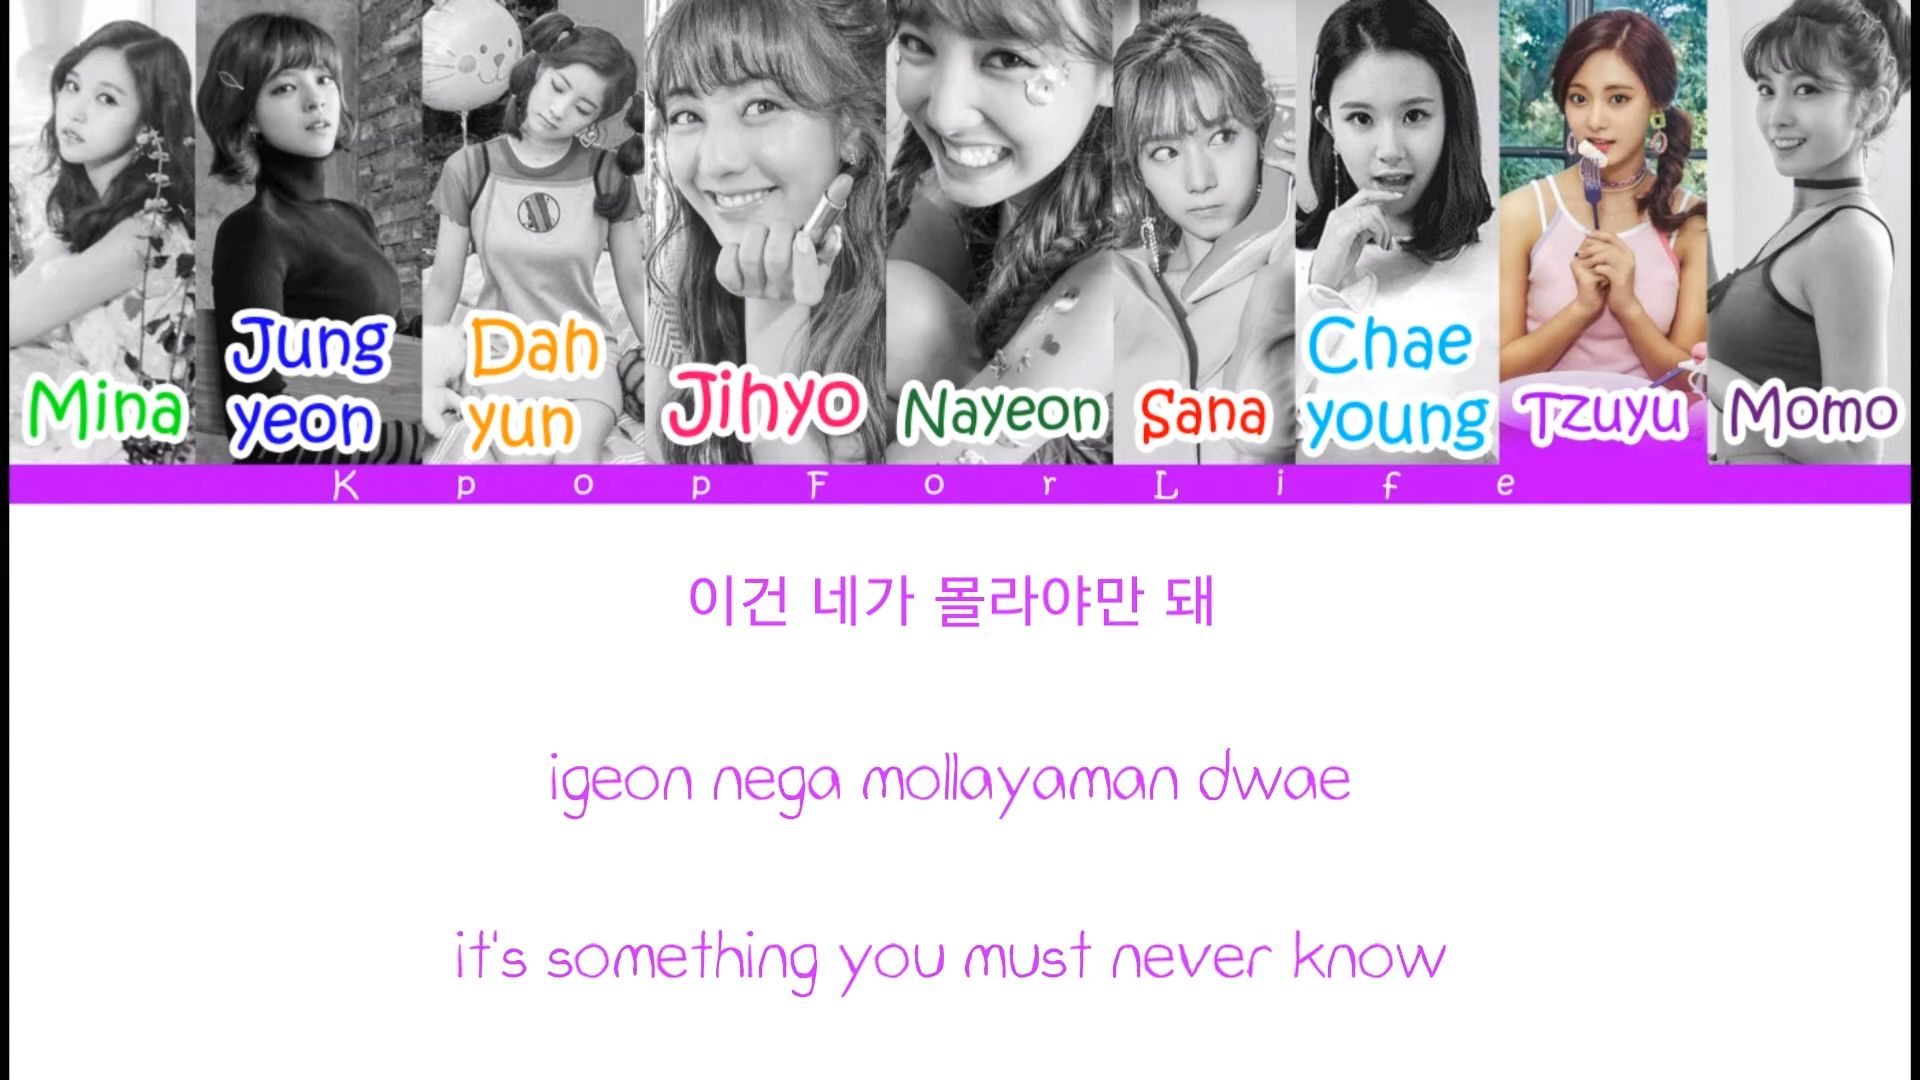 Mina
Jung
yeon
Dah
yun
Jihyo
Nayeon
Sana
Chae
young
Tzuyu
Momo
K p o p F o r L i f e
이건 네가 몰라야만 돼
igeon nega mollayaman dwae
it's something you must never know